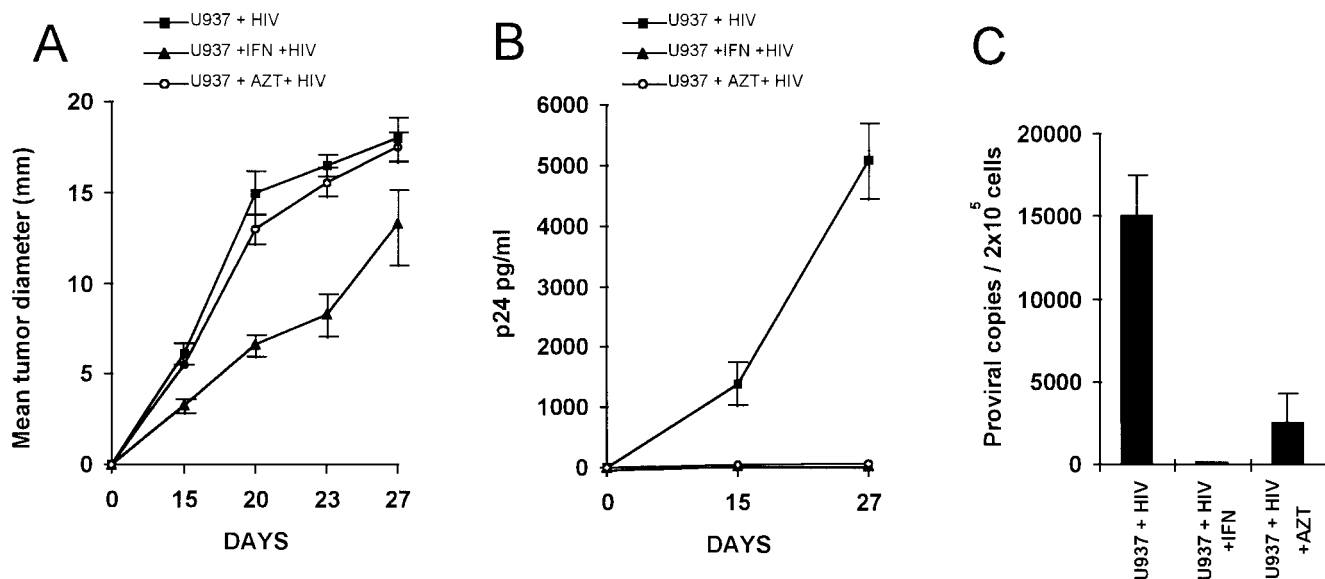 A
U937 + HIV
U937 +IFN +HIV
U937 + AZT+ HIV
Mean tumor diameter (mm)
20
15
10
5
0
0 15 20 23 27
DAYS
B
U937 + HIV
U937 +IFN +HIV
U937 + AZT+ HIV
p24 pg/ml
6000
5000
4000
3000
2000
1000
0
0 15 27
DAYS
C
Proviral copies / 2x10⁵ cells
20000
15000
10000
5000
0
U937 + HIV
U937 + HIV
+IFN
U937 + HIV
+AZT